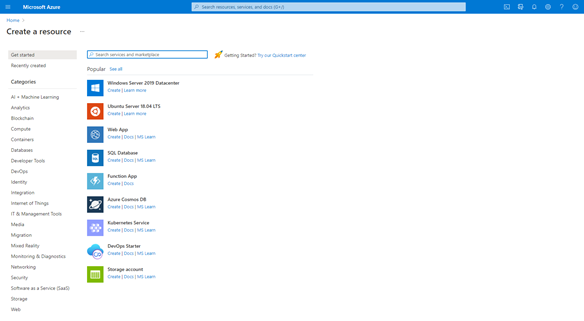 Microsoft Azure
Search resources, services, and docs (G+/)
Home >
Create a resource ...
Get started
Recently created
Categories
AI + Machine Learning
Analytics
Blockchain
Compute
Containers
Databases
Developer Tools
DevOps
Identity
Integration
Internet of Things
IT & Management Tools
Media
Migration
Mixed Reality
Monitoring & Diagnostics
Networking
Security
Software as a Service (SaaS)
Storage
Web
Search services and marketplace
Getting Started? Try our Quickstart center
Popular See all
Windows Server 2019 Datacenter
Create | Learn more
Ubuntu Server 18.04 LTS
Create | Learn more
Web App
Create | Docs | MS Learn
SQL Database
Create | Docs | MS Learn
Function App
Create | Docs
Azure Cosmos DB
Create | Docs | MS Learn
Kubernetes Service
Create | Docs | MS Learn
DevOps Starter
Create | Docs | MS Learn
Storage account
Create | Docs | MS Learn